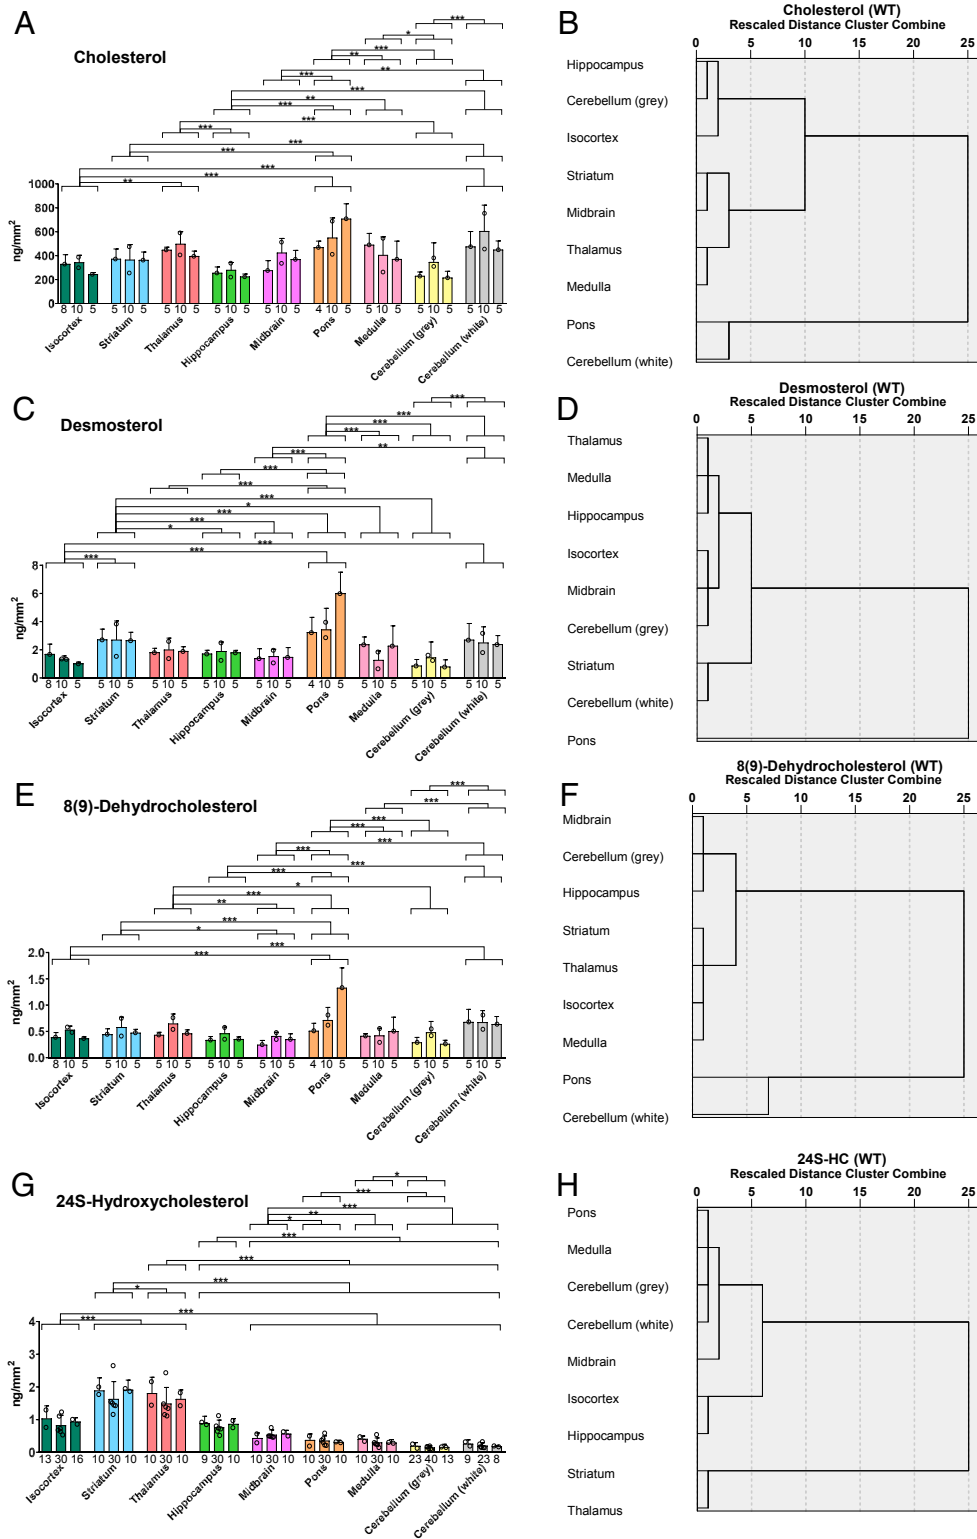 A
Cholesterol
***
*
***
**
**
***
***
**
***
***
***
***
***
***
***
**
ng/mm²
1000
800
600
400
200
0
8 10 5 5 10 5 5 10 5 5 10 5 5 10 5 4 10 5 5 10 5 5 10 5 5 10 5
Isocortex
Striatum
Thalamus
Hippocampus
Midbrain
Pons
Medulla
Cerebellum (grey)
Cerebellum (white)
B
Cholesterol (WT)
Rescaled Distance Cluster Combine
0 5 10 15 20 25
Hippocampus
Cerebellum (grey)
Isocortex
Striatum
Midbrain
Thalamus
Medulla
Pons
Cerebellum (white)
C
Desmosterol
***
***
***
***
**
***
***
***
***
*
***
***
*
***
***
***
ng/mm²
8
6
4
2
0
8 10 5 5 10 5 5 10 5 5 10 5 5 10 5 4 10 5 5 10 5 5 10 5 5 10 5
Isocortex
Striatum
Thalamus
Hippocampus
Midbrain
Pons
Medulla
Cerebellum (grey)
Cerebellum (white)
D
Desmosterol (WT)
Rescaled Distance Cluster Combine
0 5 10 15 20 25
Thalamus
Medulla
Hippocampus
Isocortex
Midbrain
Cerebellum (grey)
Striatum
Cerebellum (white)
Pons
E
8(9)-Dehydrocholesterol
***
***
***
***
***
***
***
***
*
***
**
***
*
***
***
ng/mm²
2.0
1.5
1.0
0.5
0.0
8 10 5 5 10 5 5 10 5 5 10 5 5 10 5 4 10 5 5 10 5 5 10 5 5 10 5
Isocortex
Striatum
Thalamus
Hippocampus
Midbrain
Pons
Medulla
Cerebellum (grey)
Cerebellum (white)
F
8(9)-Dehydrocholesterol (WT)
Rescaled Distance Cluster Combine
0 5 10 15 20 25
Midbrain
Cerebellum (grey)
Hippocampus
Striatum
Thalamus
Isocortex
Medulla
Pons
Cerebellum (white)
G
24S-Hydroxycholesterol
*
***
***
**
*
***
***
***
*
***
***
ng/mm²
4
3
2
1
0
13 30 16 10 30 10 10 30 10 9 30 10 10 30 10 10 30 10 10 30 10 23 40 13 9 23 8
Isocortex
Striatum
Thalamus
Hippocampus
Midbrain
Pons
Medulla
Cerebellum (grey)
Cerebellum (white)
H
24S-HC (WT)
Rescaled Distance Cluster Combine
0 5 10 15 20 25
Pons
Medulla
Cerebellum (grey)
Cerebellum (white)
Midbrain
Isocortex
Hippocampus
Striatum
Thalamus